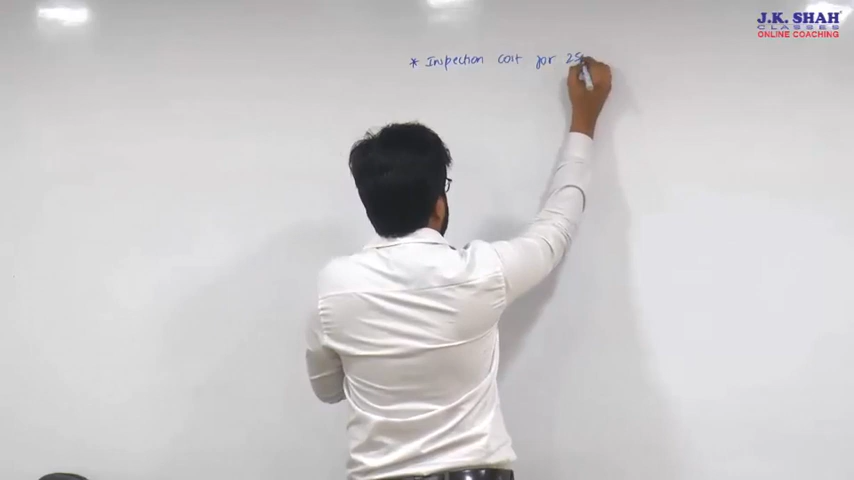 J.K. SHAH®
CLASSES
ONLINE COACHING
* Inspection cost for 25